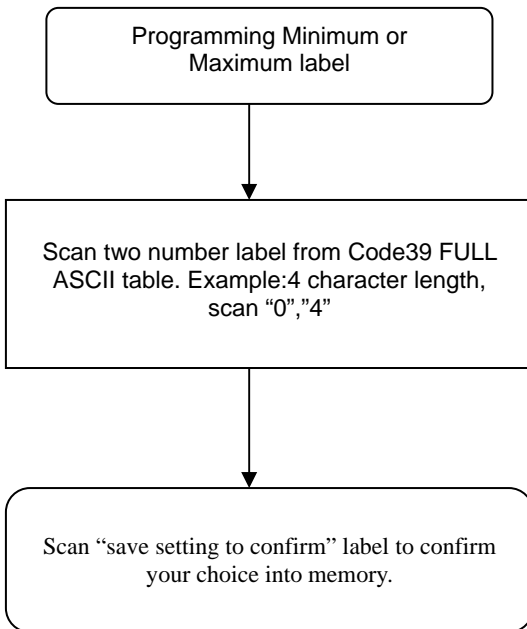 Programming Minimum or
Maximum label
Scan two number label from Code39 FULL
ASCII table. Example:4 character length,
scan “0”,”4”
Scan “save setting to confirm” label to confirm
your choice into memory.